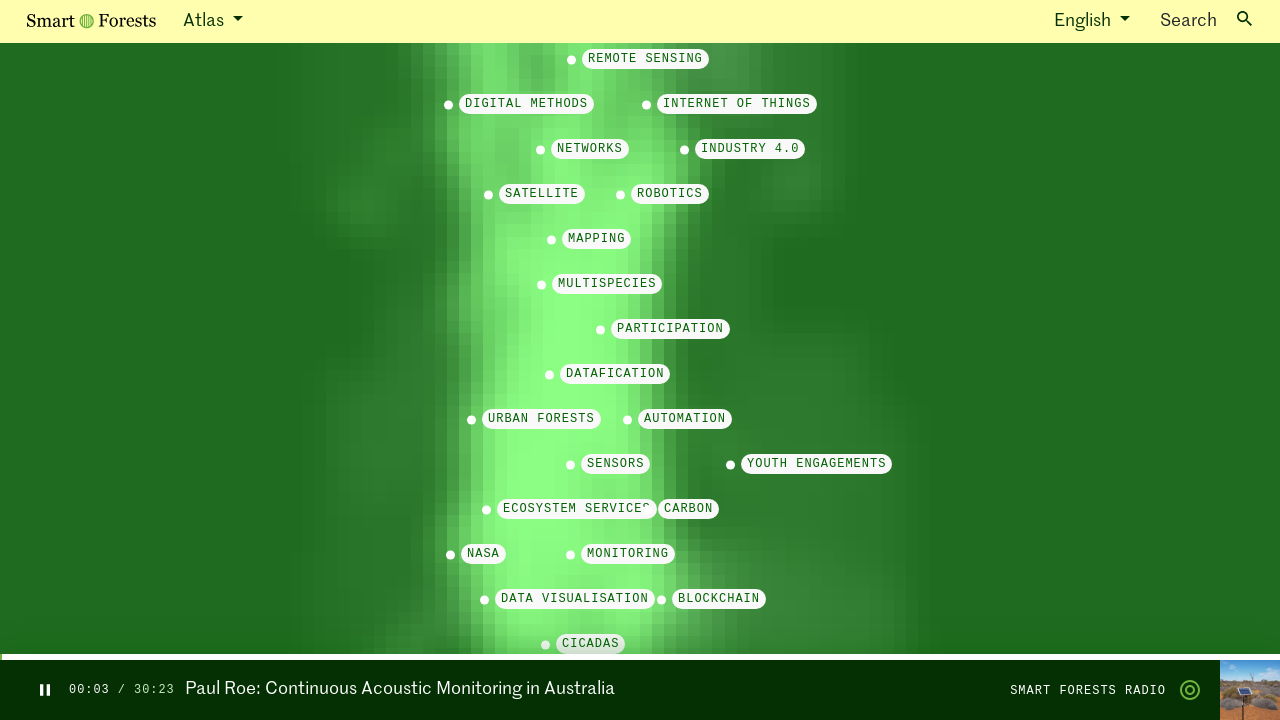 Smart Forests Atlas English Search
REMOTE SENSING
DIGITAL METHODS INTERNET OF THINGS
NETWORKS INDUSTRY 4.0
SATELLITE ROBOTICS
MAPPING
MULTISPECIES
PARTICIPATION
DATAFICATION
URBAN FORESTS AUTOMATION
SENSORS YOUTH ENGAGEMENTS
ECOSYSTEM SERVICES CARBON
NASA MONITORING
DATA VISUALISATION BLOCKCHAIN
CICADAS
00:03 / 30:23 Paul Roe: Continuous Acoustic Monitoring in Australia SMART FORESTS RADIO